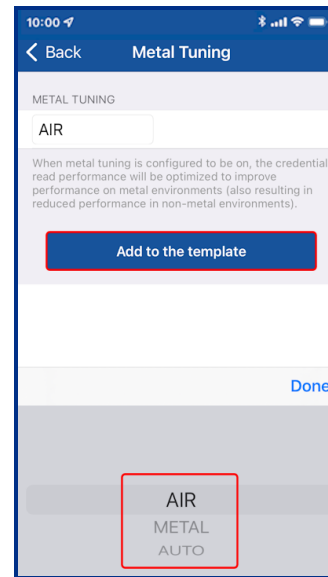 10:00
Back
Metal Tuning
METAL TUNING
AIR
When metal tuning is configured to be on, the credential
read performance will be optimized to improve
performance on metal environments (also resulting in
reduced performance in non-metal environments).
Add to the template
Done
AIR
METAL
AUTO